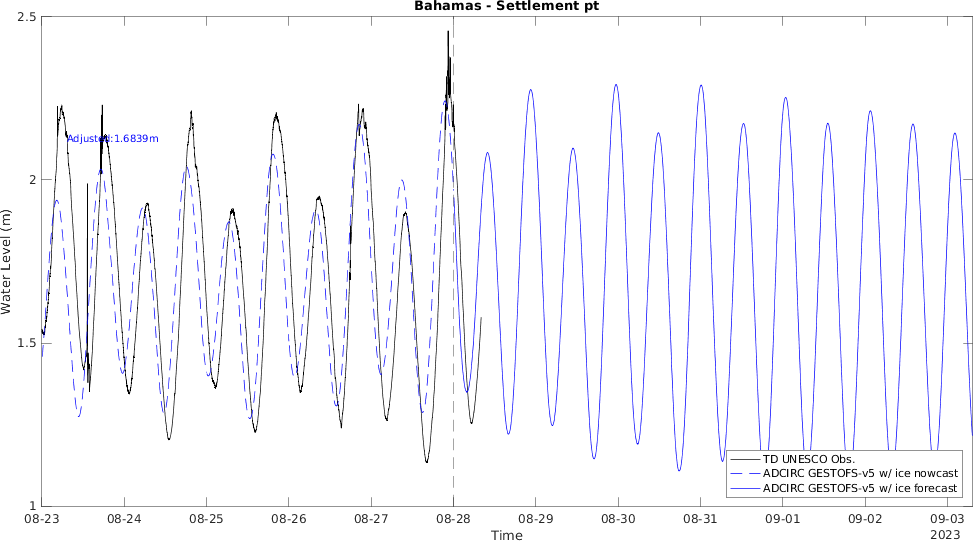 Bahamas - Settlement pt
2.5
2
1.5
1
Water Level (m)
Adjusted:1.6839m
TD UNESCO Obs.
ADCIRC GESTOFS-v5 w/ ice nowcast
ADCIRC GESTOFS-v5 w/ ice forecast
08-23 08-24 08-25 08-26 08-27 08-28 08-29 08-30 08-31 09-01 09-02 09-03
2023
Time